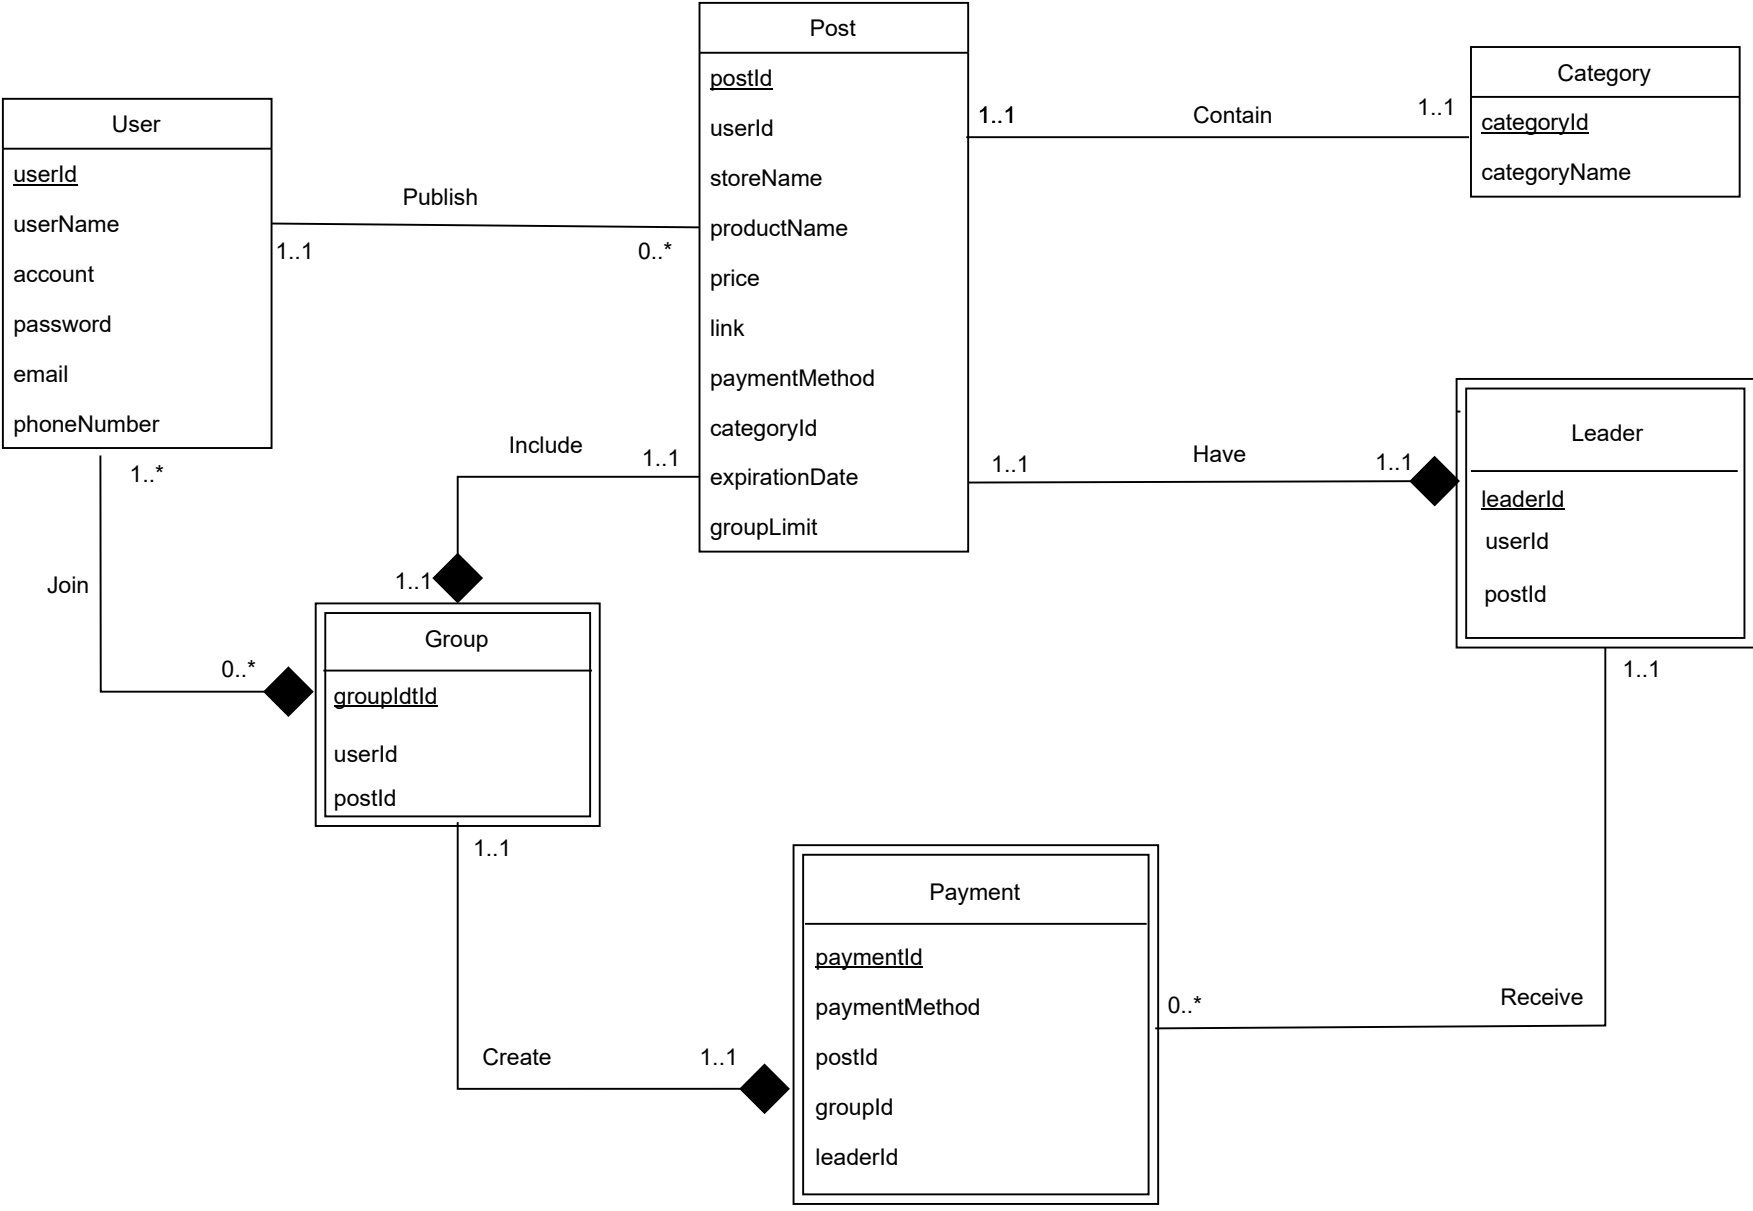 Post
postId
userId
storeName
productName
price
link
paymentMethod
categoryId
expirationDate
groupLimit
Category
categoryId
categoryName
1..1
Contain
1..1
User
userId
userName
account
password
email
phoneNumber
Publish
1..1
0..*
Include
1..1
1..1
1..1
Have
1..1
Leader
leaderId
userId
postId
1..*
Join
0..*
Group
groupIdtId
userId
postId
1..1
1..1
Payment
paymentId
paymentMethod
postId
groupId
leaderId
Create
1..1
0..*
Receive